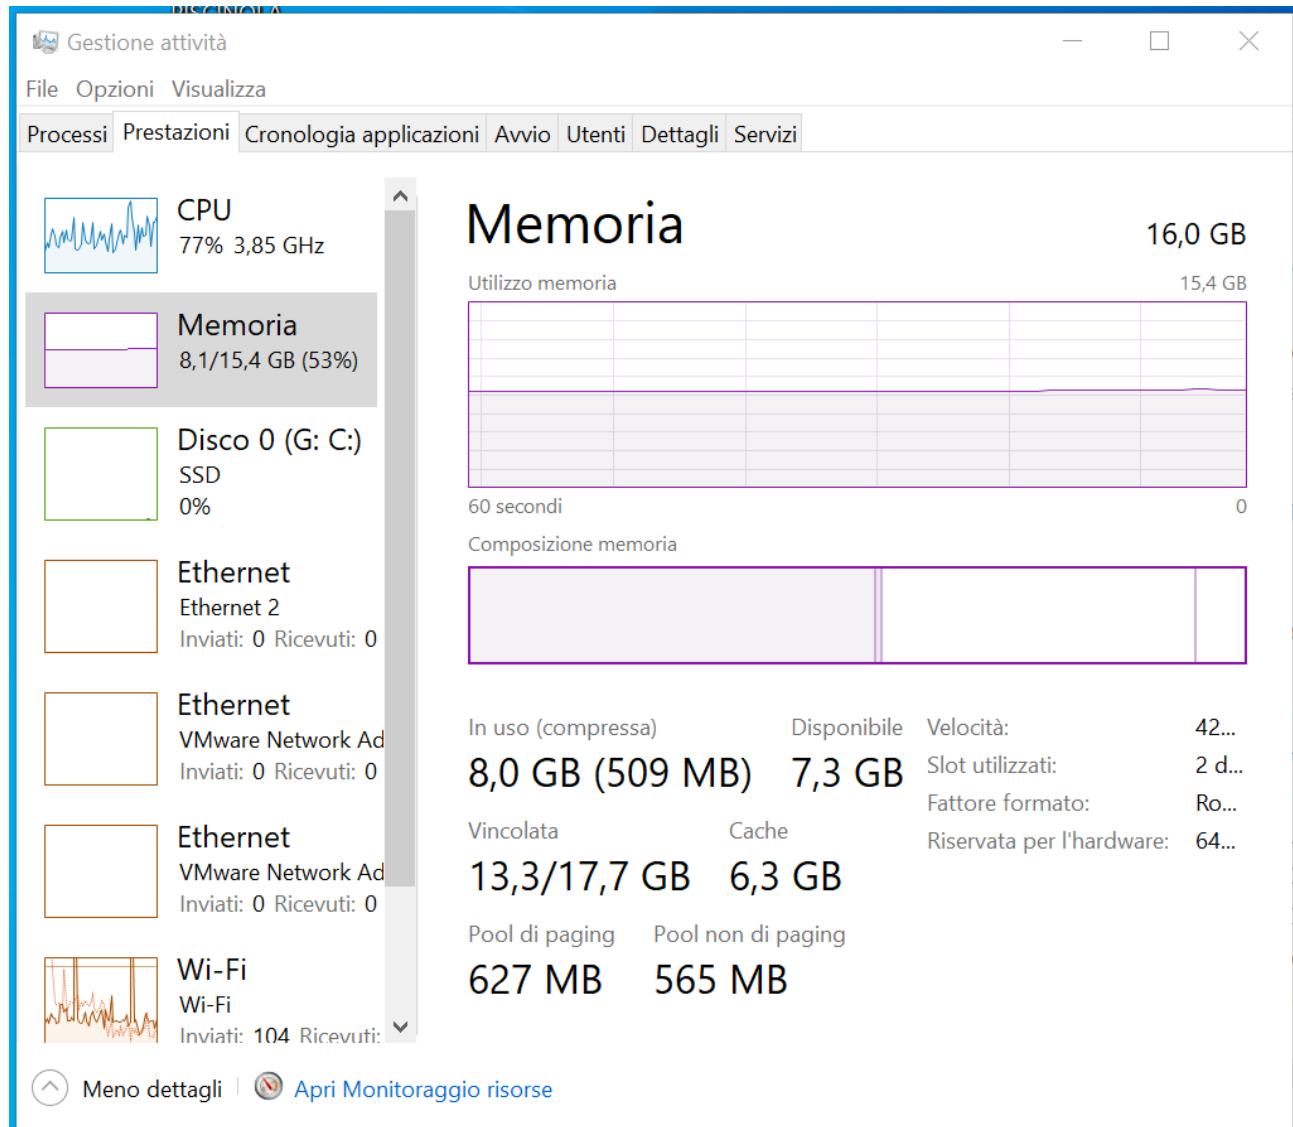 PISCINOLA
Gestione attività
File Opzioni Visualizza
Processi Prestazioni Cronologia applicazioni Avvio Utenti Dettagli Servizi
CPU
77% 3,85 GHz
Memoria
8,1/15,4 GB (53%)
Disco 0 (G: C:)
SSD
0%
Ethernet
Ethernet 2
Inviati: 0 Ricevuti: 0
Ethernet
VMware Network Ad
Inviati: 0 Ricevuti: 0
Ethernet
VMware Network Ad
Inviati: 0 Ricevuti: 0
Wi-Fi
Wi-Fi
Inviati: 104 Ricevuti:
Memoria
16,0 GB
Utilizzo memoria
15,4 GB
60 secondi
0
Composizione memoria
In uso (compressa)
8,0 GB (509 MB)
Disponibile
7,3 GB
Vincolata
13,3/17,7 GB
Cache
6,3 GB
Pool di paging
627 MB
Pool non di paging
565 MB
Velocità: 42...
Slot utilizzati: 2 d...
Fattore formato: Ro...
Riservata per l'hardware: 64...
Meno dettagli
Apri Monitoraggio risorse